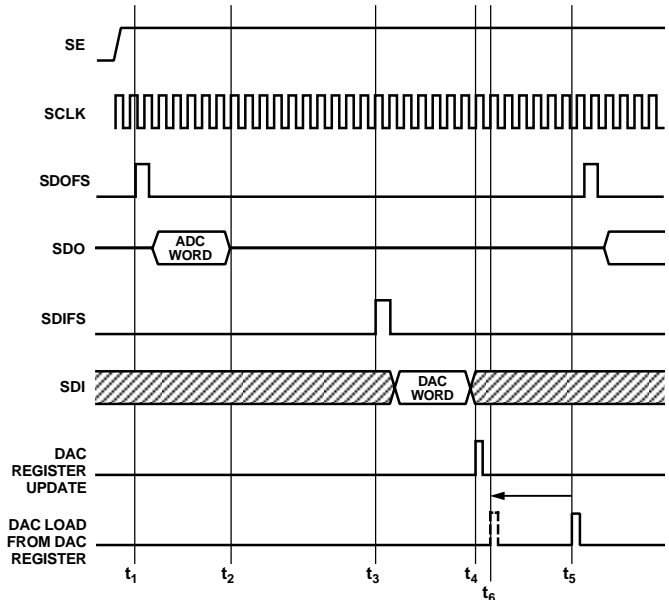 SE
SCLK
SDOFS
SDO
ADC
WORD
SDIFS
SDI
DAC
WORD
DAC
REGISTER
UPDATE
DAC LOAD
FROM DAC
REGISTER
t1
t2
t3
t4
t6
t5